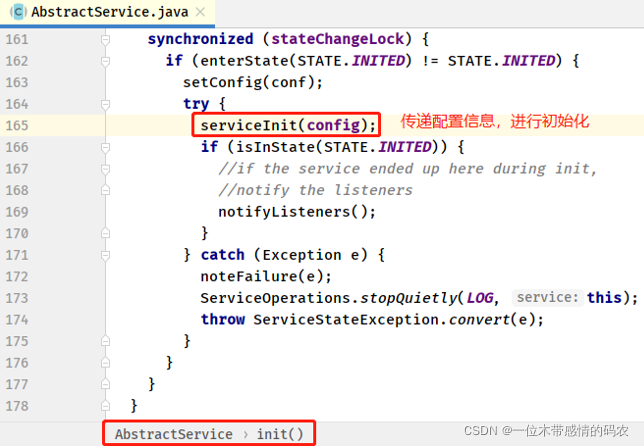 AbstractService.java
161 synchronized (stateChangeLock) {
162 if (enterState(STATE.INITED) != STATE.INITED) {
163 setConfig(conf);
164 try {
165 serviceInit(config); 传递配置信息，进行初始化
166 if (isInState(STATE.INITED)) {
167 //if the service ended up here during init,
168 //notify the listeners
169 notifyListeners();
170 }
171 } catch (Exception e) {
172 noteFailure(e);
173 ServiceOperations.stopQuietly(LOG, service: this);
174 throw ServiceStateException.convert(e);
175 }
176 }
177 }
178 }
AbstractService › init()
CSDN @一位木带感情的码农